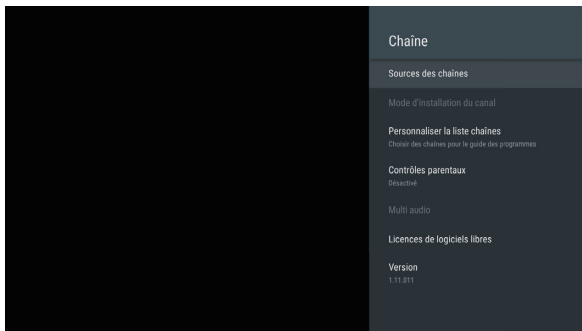 Chaîne
Sources des chaînes
Mode d'installation du canal
Personnaliser la liste chaînes
Choisir des chaînes pour le guide des programmes
Contrôles parentaux
Désactivé
Multi audio
Licences de logiciels libres
Version
1.11.011